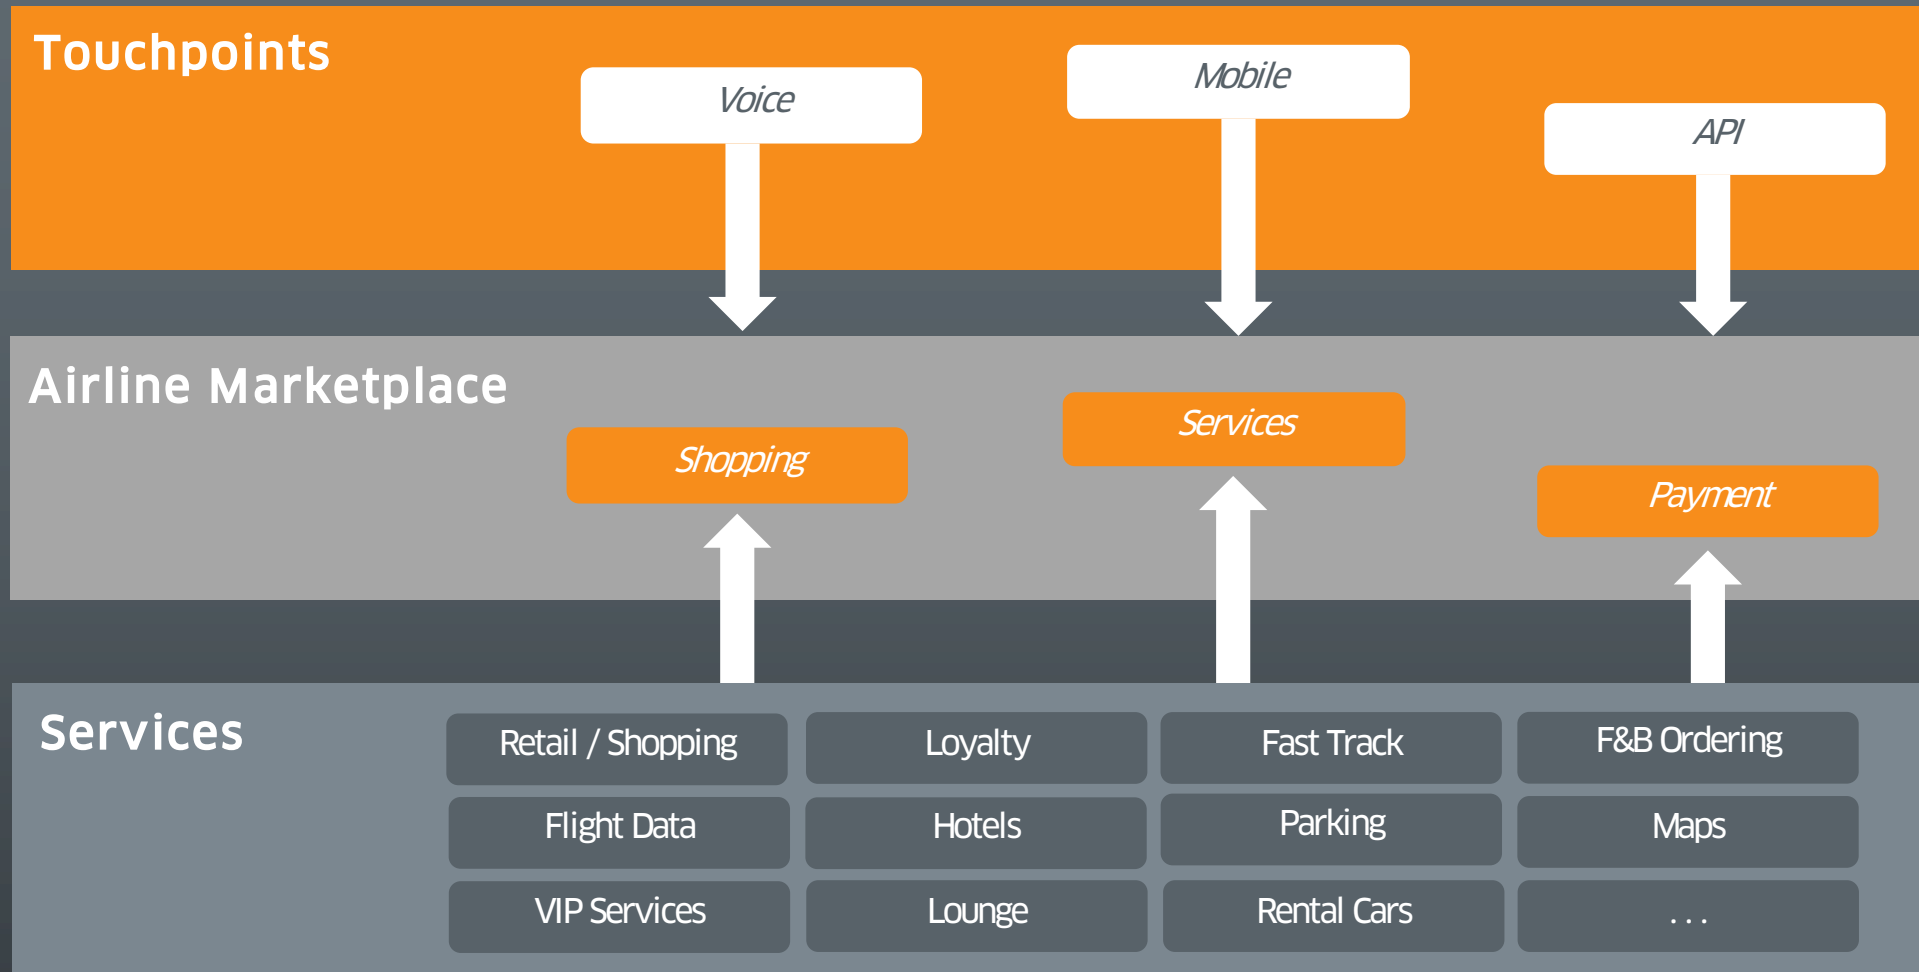 Touchpoints
Voice
Mobile
API
Airline Marketplace
Shopping
Services
Payment
Services
Retail / Shopping
Loyalty
Fast Track
F&B Ordering
Flight Data
Hotels
Parking
Maps
VIP Services
Lounge
Rental Cars
. . .